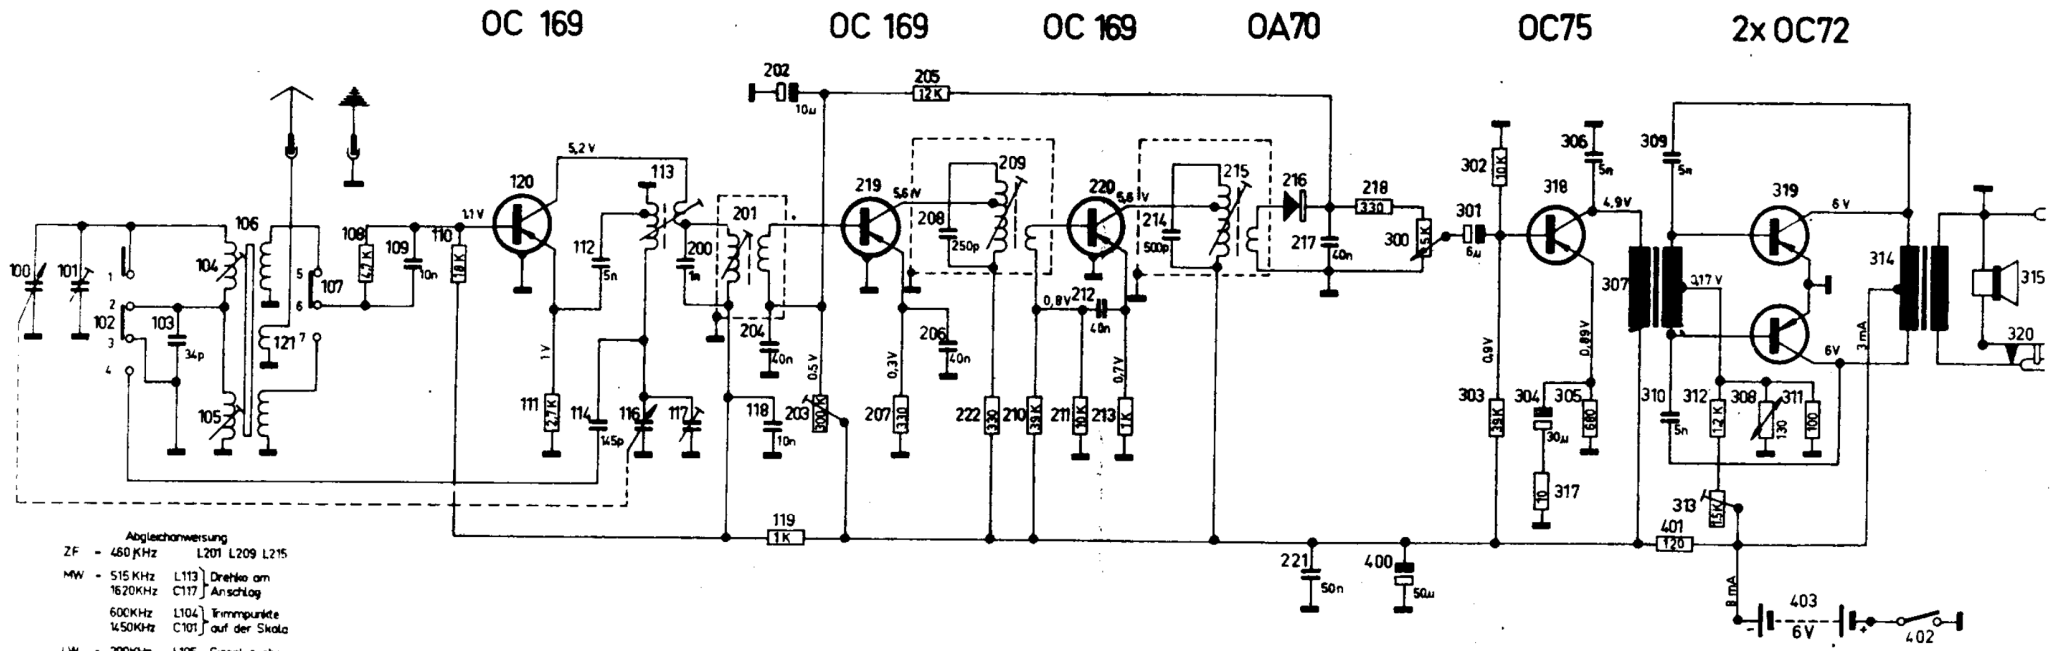 OC 169 OC 169 OC 169 OA70 OC75 2x OC72
202 205
10µ 12K
5,2 V
113
120 219 209 220 215 216 218 302 306 309 318 319
10K 5n 5n
1,1 V 5,6 V 5,6 V 330 301 4,9V 6V
106 108 109 110 201 208 214 300
100 101 104 4,7K 10n 18K 112 200 250p 500p 217 5K 6µ
1 5 107 5n 1n 40n 307 0,17 V 314 315
2 6 0,8V 212
102 103 121 7 204 206 40n
3 34p 40n 40n 6V 3mA 320
4 1V 0,5V 0,3V 0,7V 0,9V 0,89V
105 111 114 116 117 118 203 207 222 210 211 213 303 304 305 310 312 308 311
2,7K 145p 10n 330 330 39K 10K 1K 39K 30µ 680 5n 1,2K 130 100
10 317 313
1,5K
119 401
1K 120
221 400
50n 50µ
8 mA
403
6V
- + 402
Abgleichanweisung
ZF - 460 KHz L201 L209 L215
MW - 515 KHz L113 } Drehko am
1620KHz C117 } Anschlag
600KHz L104 } Trimmpunkte
1450KHz C101 } auf der Skala